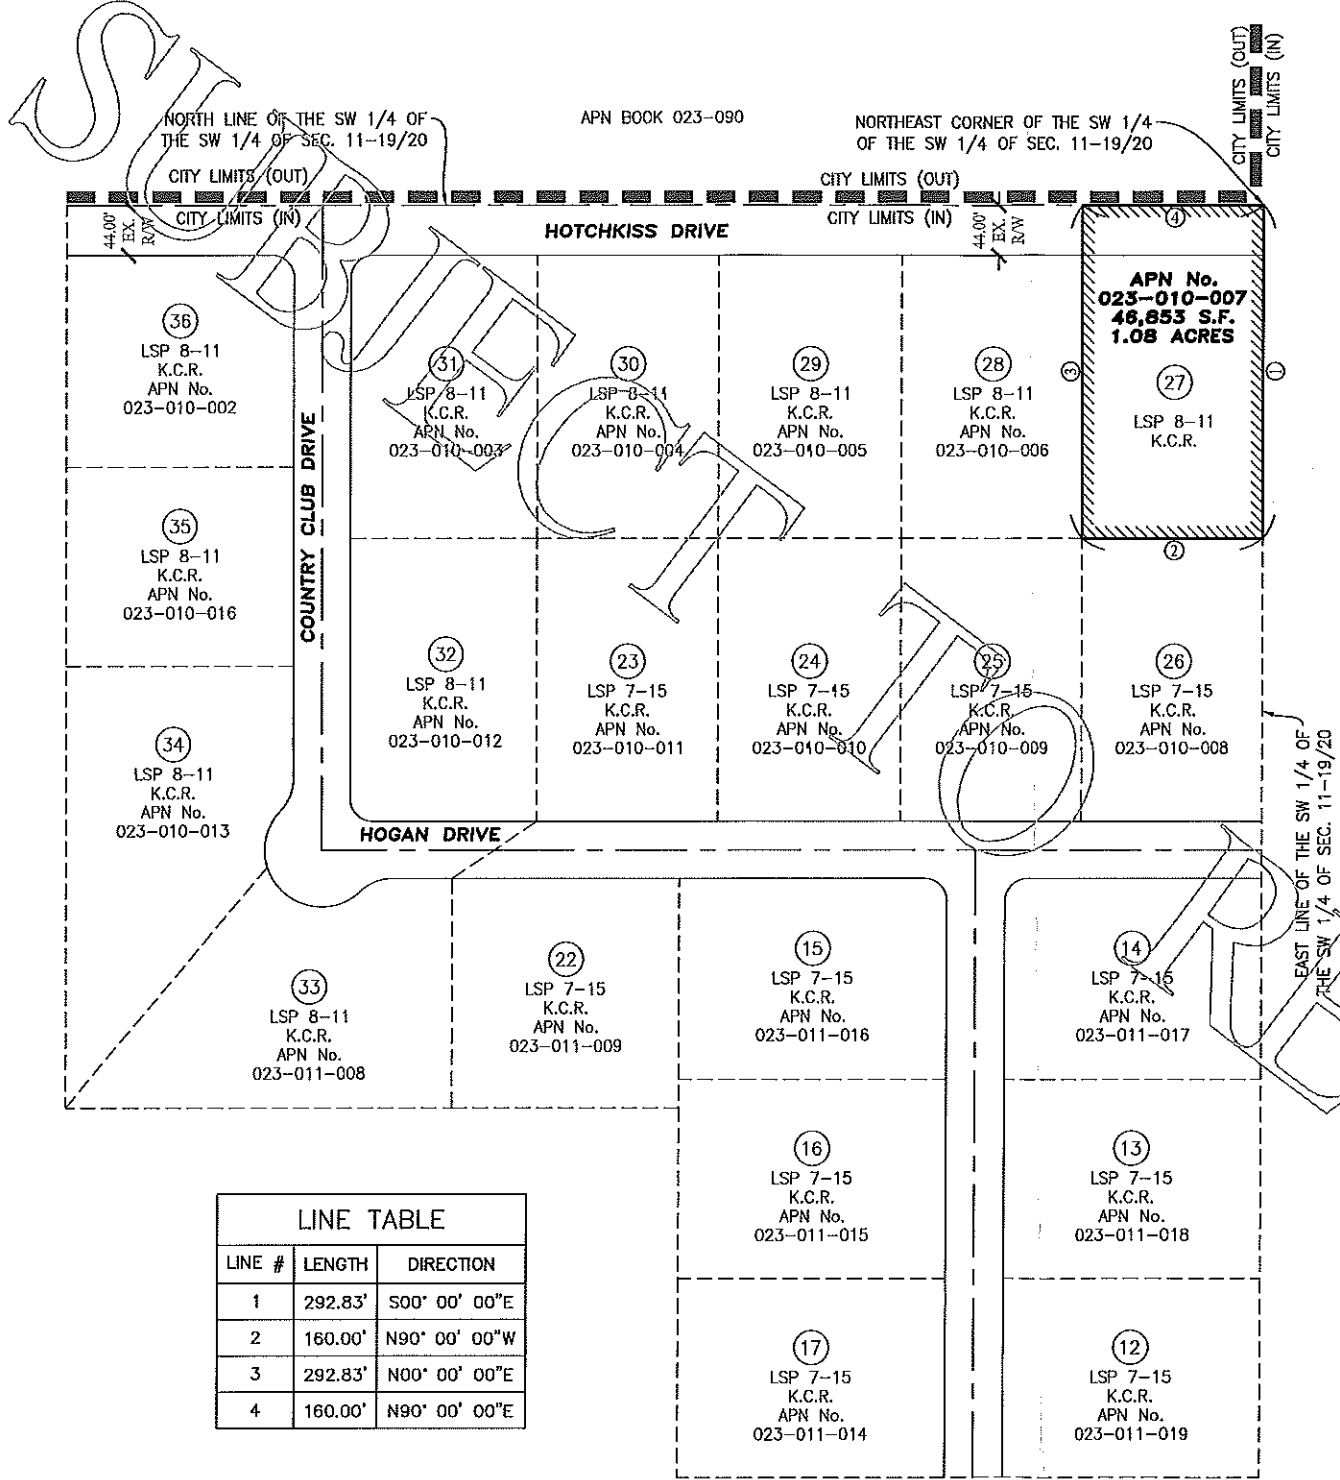 CITY LIMITS (OUT)
CITY LIMITS (IN)
NORTH LINE OF THE SW 1/4 OF
THE SW 1/4 OF SEC. 11-19/20
APN BOOK 023-090
NORTHEAST CORNER OF THE SW 1/4
OF THE SW 1/4 OF SEC. 11-19/20
CITY LIMITS (OUT)
CITY LIMITS (IN)
CITY LIMITS (OUT)
CITY LIMITS (IN)
44.00'
EX.
R/W
HOTCHKISS DRIVE
44.00'
EX.
R/W
4
APN No.
023-010-007
46,853 S.F.
1.08 ACRES
27
LSP 8-11
K.C.R.
3
1
2
36
LSP 8-11
K.C.R.
APN No.
023-010-002
31
LSP 8-11
K.C.R.
APN No.
023-010-003
30
LSP 8-11
K.C.R.
APN No.
023-010-004
29
LSP 8-11
K.C.R.
APN No.
023-010-005
28
LSP 8-11
K.C.R.
APN No.
023-010-006
COUNTRY CLUB DRIVE
35
LSP 8-11
K.C.R.
APN No.
023-010-016
32
LSP 8-11
K.C.R.
APN No.
023-010-012
23
LSP 7-15
K.C.R.
APN No.
023-010-011
24
LSP 7-15
K.C.R.
APN No.
023-010-010
25
LSP 7-15
K.C.R.
APN No.
023-010-009
26
LSP 7-15
K.C.R.
APN No.
023-010-008
34
LSP 8-11
K.C.R.
APN No.
023-010-013
EAST LINE OF THE SW 1/4 OF
THE SW 1/4 OF SEC. 11-19/20
HOGAN DRIVE
33
LSP 8-11
K.C.R.
APN No.
023-011-008
22
LSP 7-15
K.C.R.
APN No.
023-011-009
15
LSP 7-15
K.C.R.
APN No.
023-011-016
14
LSP 7-15
K.C.R.
APN No.
023-011-017
16
LSP 7-15
K.C.R.
APN No.
023-011-015
13
LSP 7-15
K.C.R.
APN No.
023-011-018
17
LSP 7-15
K.C.R.
APN No.
023-011-014
12
LSP 7-15
K.C.R.
APN No.
023-011-019
LINE TABLE
LINE # LENGTH DIRECTION
1 292.83' S00° 00' 00"E
2 160.00' N90° 00' 00"W
3 292.83' N00° 00' 00"E
4 160.00' N90° 00' 00"E
SUBJECT TO